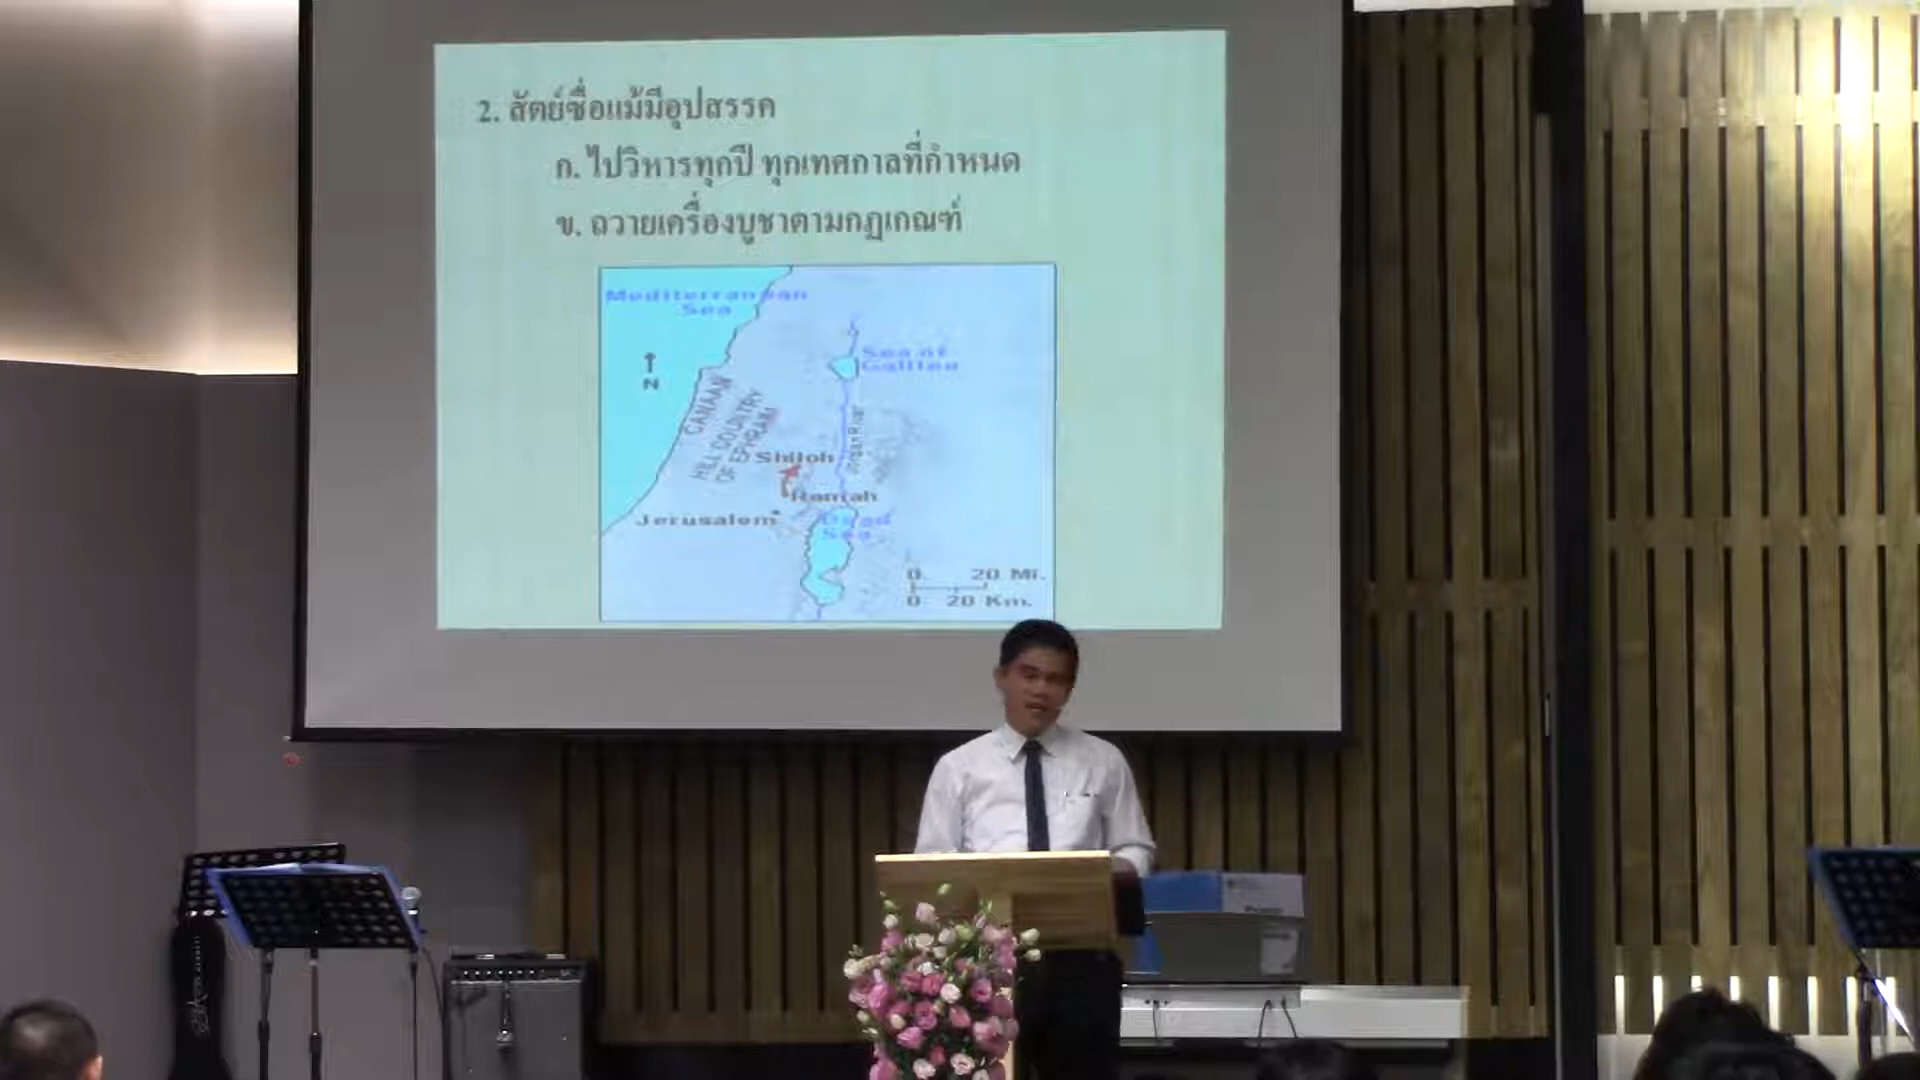 2. สัตย์ซื่อแม้มีอุปสรรค
ก. ไปวิหารทุกปี ทุกเทศกาลที่กำหนด
ข. ถวายเครื่องบูชาตามกฎเกณฑ์
Mediterranean
Sea
N
Sea of
Galilee
CANAAN
HILL COUNTRY
OF EPHRAIM
Jordan River
Shiloh
Ramah
Jerusalem
Dead
Sea
0 20 Mi.
0 20 Km.